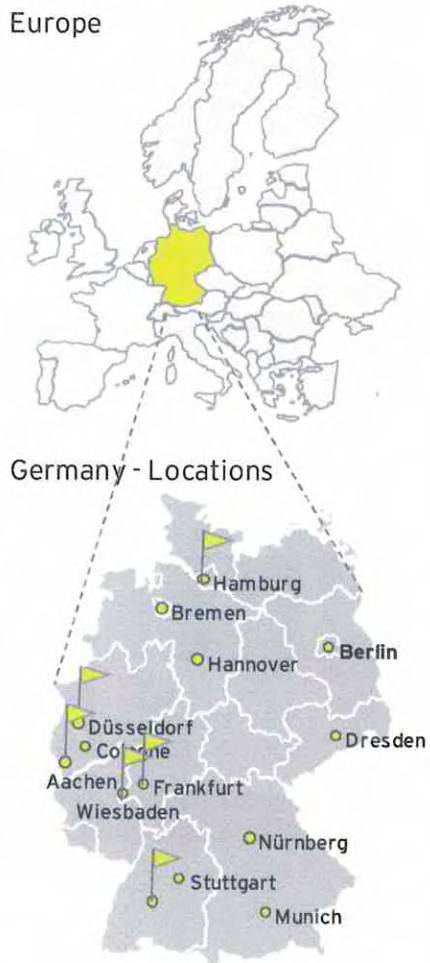 Europe
Germany - Locations
Hamburg
Bremen
Hannover
Berlin
Düsseldorf
Dresden
Aachen
Frankfurt
Wiesbaden
Nürnberg
Stuttgart
Munich